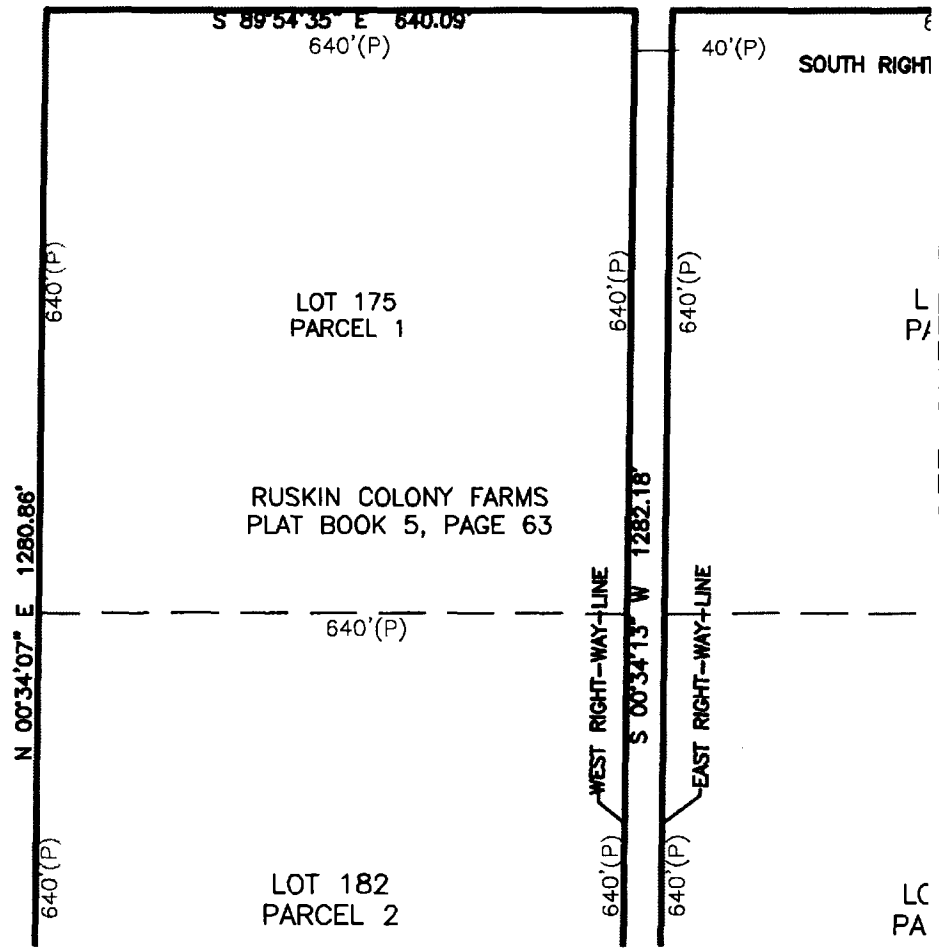 S 89°54'35" E 640.09'
640'(P)
40'(P)
SOUTH RIGHT
640'(P)
640'(P)
640'(P)
LOT 175
PARCEL 1
RUSKIN COLONY FARMS
PLAT BOOK 5, PAGE 63
N 00°34'07" E 1280.86'
S 00°34'13" W 1282.18'
640'(P)
WEST RIGHT-WAY-LINE
EAST RIGHT-WAY-LINE
640'(P)
640'(P)
640'(P)
LOT 182
PARCEL 2